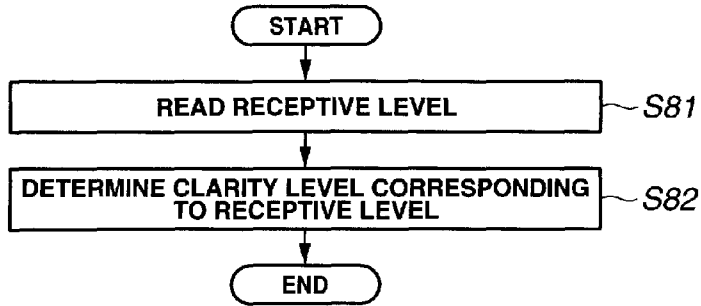 START
READ RECEPTIVE LEVEL
S81
DETERMINE CLARITY LEVEL CORRESPONDING
TO RECEPTIVE LEVEL
S82
END